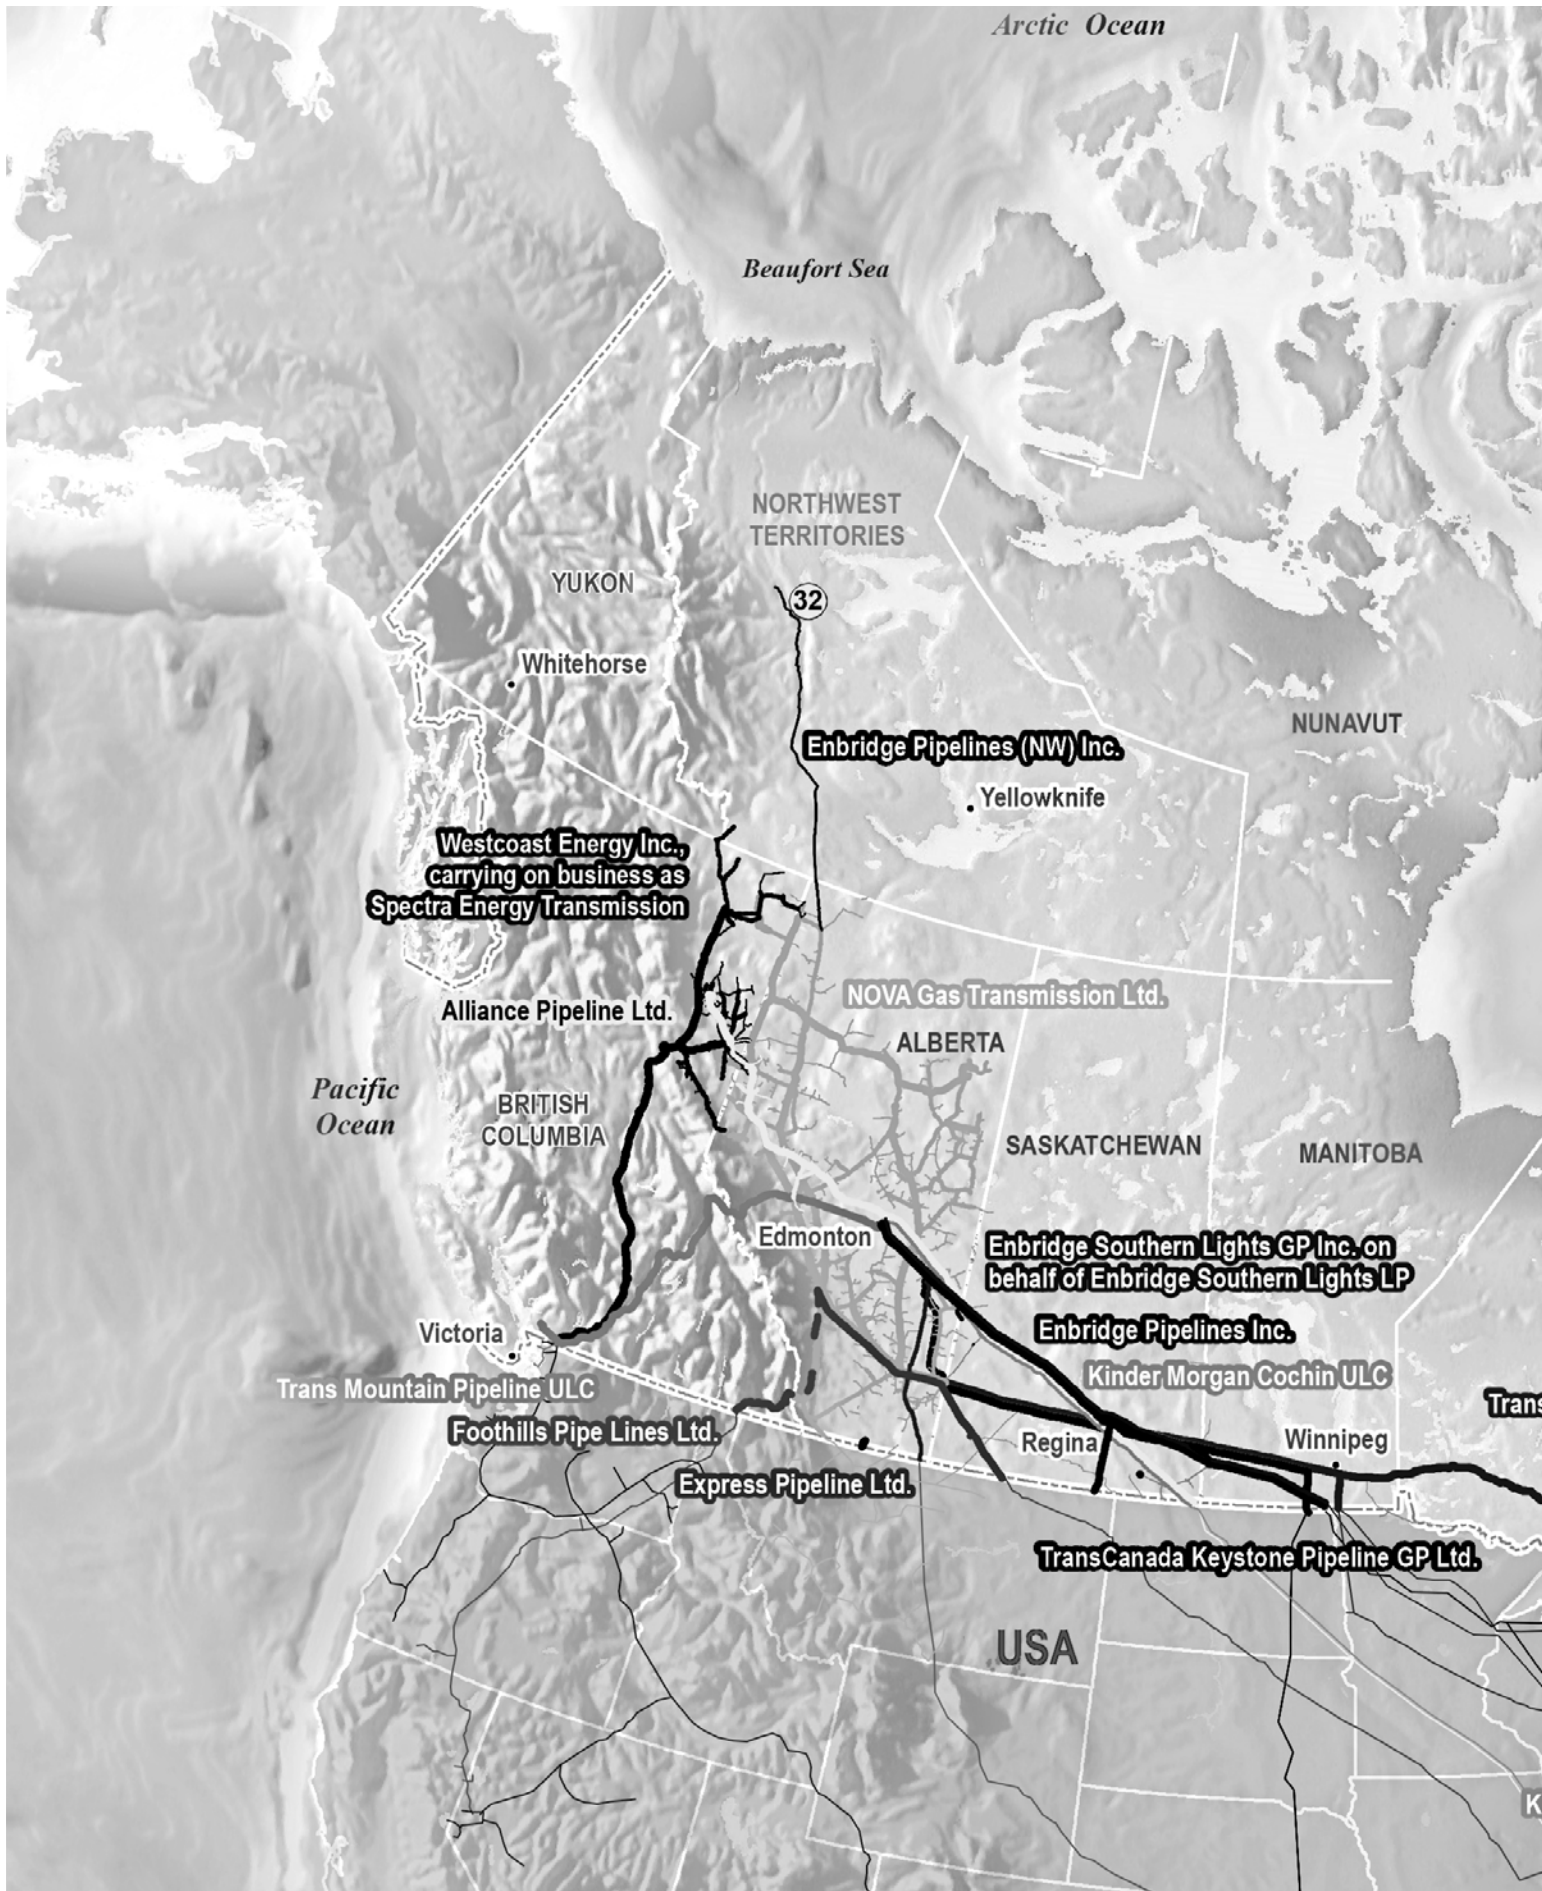 Arctic Ocean
Beaufort Sea
NORTHWEST
TERRITORIES
YUKON
32
Whitehorse
NUNAVUT
Enbridge Pipelines (NW) Inc.
Yellowknife
Westcoast Energy Inc.,
carrying on business as
Spectra Energy Transmission
NOVA Gas Transmission Ltd.
Alliance Pipeline Ltd.
ALBERTA
Pacific
Ocean
BRITISH
COLUMBIA
SASKATCHEWAN
MANITOBA
Edmonton
Enbridge Southern Lights GP Inc. on
behalf of Enbridge Southern Lights LP
Victoria
Enbridge Pipelines Inc.
Trans Mountain Pipeline ULC
Kinder Morgan Cochin ULC
Trans
Foothills Pipe Lines Ltd.
Regina
Winnipeg
Express Pipeline Ltd.
TransCanada Keystone Pipeline GP Ltd.
USA
K